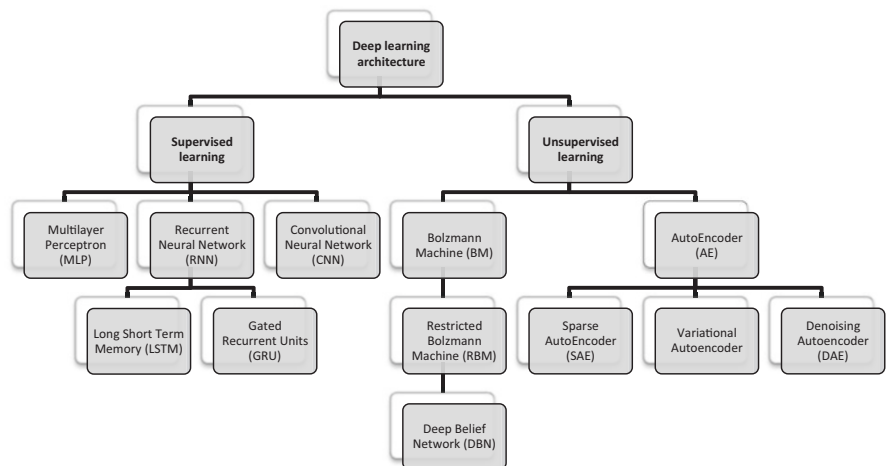 Deep learning
architecture
Supervised
learning
Unsupervised
learning
Multilayer
Perceptron
(MLP)
Recurrent
Neural Network
(RNN)
Convolutional
Neural Network
(CNN)
Bolzmann
Machine (BM)
AutoEncoder
(AE)
Long Short Term
Memory (LSTM)
Gated
Recurrent Units
(GRU)
Restricted
Bolzmann
Machine (RBM)
Sparse
AutoEncoder
(SAE)
Variational
Autoencoder
Denoising
Autoencoder
(DAE)
Deep Belief
Network (DBN)